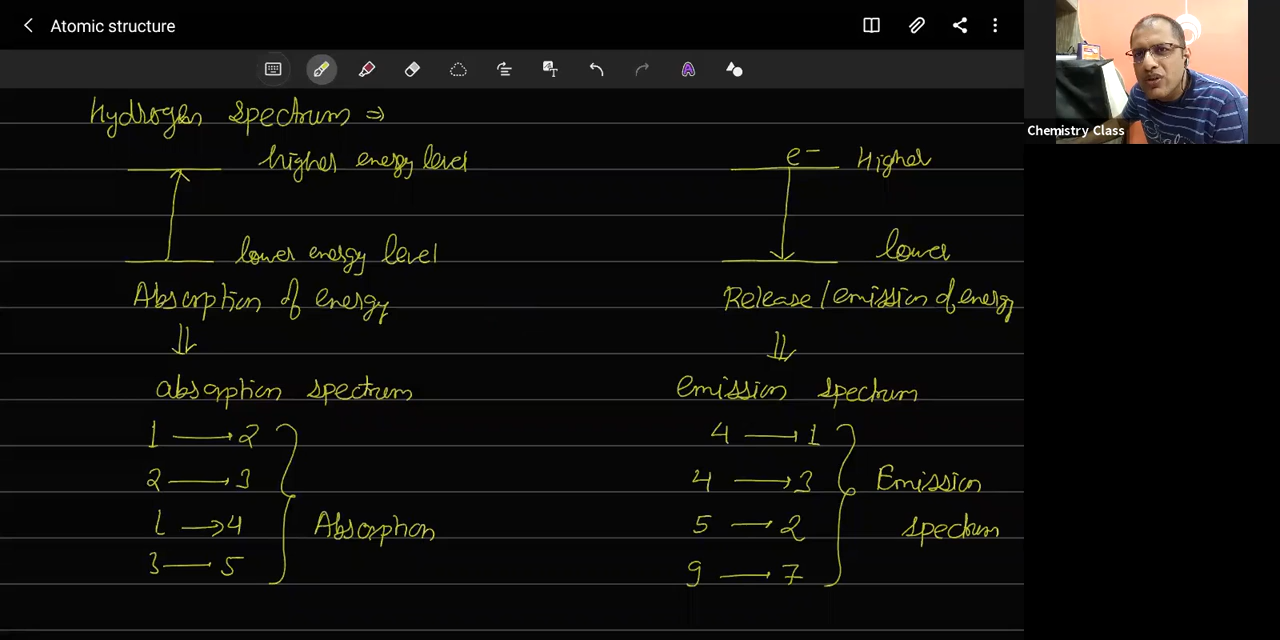 Atomic structure
Chemistry Class
Hydrogen spectrum ⇒
higher energy level
lower energy level
Absorption of energy
⇓
absorption spectrum
1 → 2
2 → 3
1 → 4
3 → 5
Absorption
e- Higher
lower
Release/emission of energy
⇓
emission spectrum
4 → 1
4 → 3
5 → 2
9 → 7
Emission
spectrum